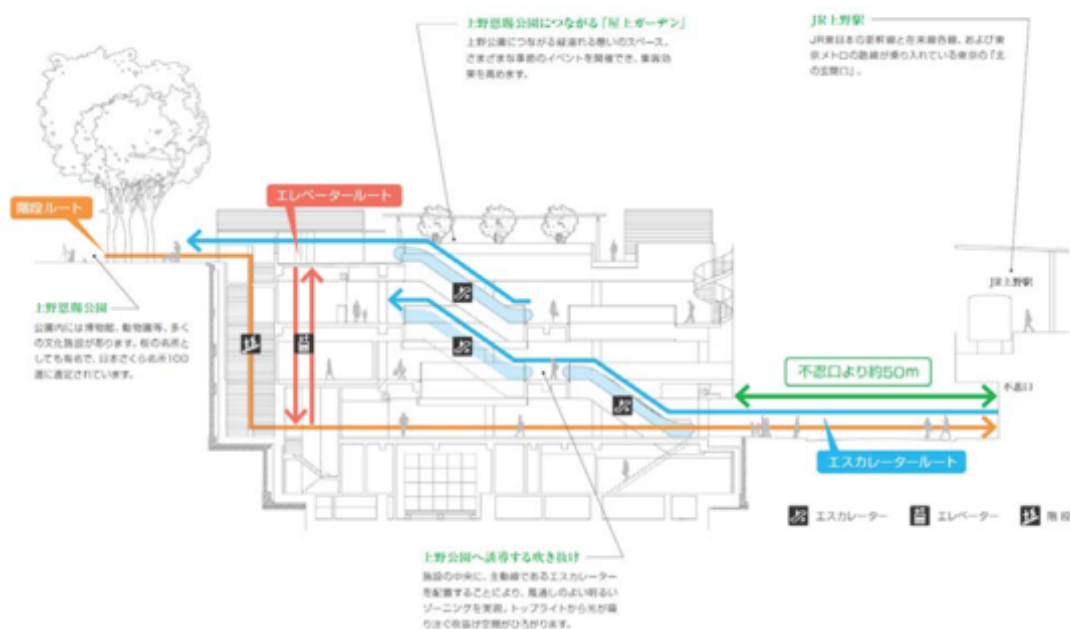 上野恩賜公園につながる「屋上ガーデン」
上野公園につながる緑溢れる憩いのスペース。
さまざまな季節のイベントを開催でき、集客効
果を高めます。
JR上野駅
JR東日本の新幹線と在来線各線、および東
京メトロの路線が乗り入れている東京の「北
の玄関口」。
階段ルート
エレベータールート
上野恩賜公園
公園内には博物館、動物園等、多く
の文化施設が有ります。桜の名所と
しても有名で、日本さくら名所100
選に選定されています。
JR上野駅
不忍口より約50m
不忍口
エスカレータールート
エスカレーター
エレベーター
階段
上野公園へ誘導する吹き抜け
施設の中央に、主動線であるエスカレーター
を配置することにより、風通しのよい明るい
ゾーニングを実現。トップライトから光が降
り注ぐ吹抜け空間がひろがります。